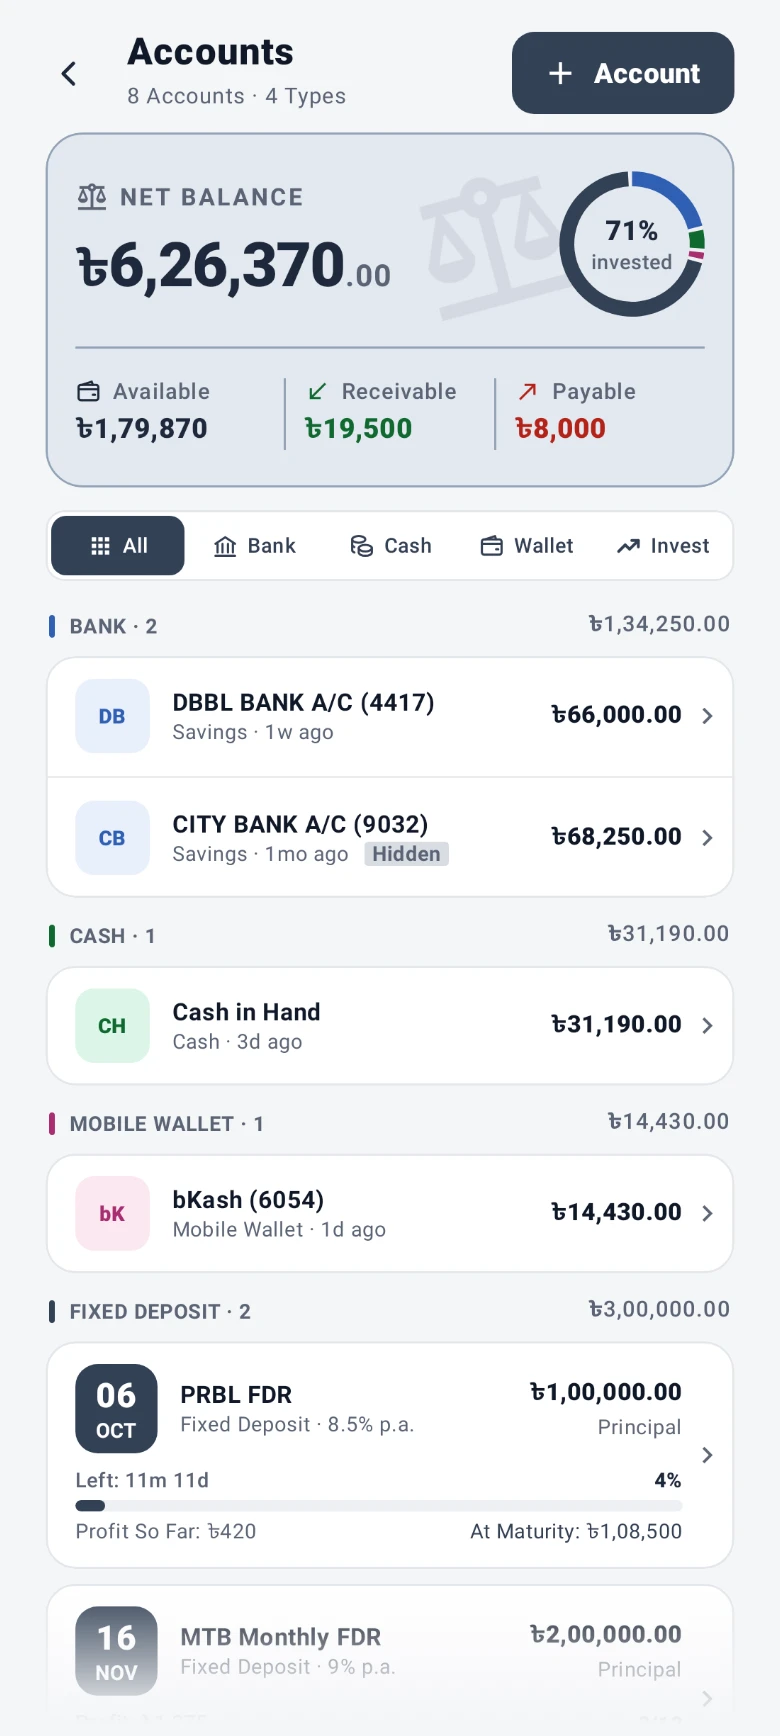 Accounts
8 Accounts · 4 Types
+ Account
NET BALANCE
৳6,26,370.00
71%
invested
Available
৳1,79,870
Receivable
৳19,500
Payable
৳8,000
All
Bank
Cash
Wallet
Invest
BANK · 2
৳1,34,250.00
DB
DBBL BANK A/C (4417)
Savings · 1w ago
৳66,000.00
CB
CITY BANK A/C (9032)
Savings · 1mo ago Hidden
৳68,250.00
CASH · 1
৳31,190.00
CH
Cash in Hand
Cash · 3d ago
৳31,190.00
MOBILE WALLET · 1
৳14,430.00
bK
bKash (6054)
Mobile Wallet · 1d ago
৳14,430.00
FIXED DEPOSIT · 2
৳3,00,000.00
06
OCT
PRBL FDR
Fixed Deposit · 8.5% p.a.
৳1,00,000.00
Principal
Left: 11m 11d
4%
Profit So Far: ৳420
At Maturity: ৳1,08,500
16
NOV
MTB Monthly FDR
Fixed Deposit · 9% p.a.
৳2,00,000.00
Principal